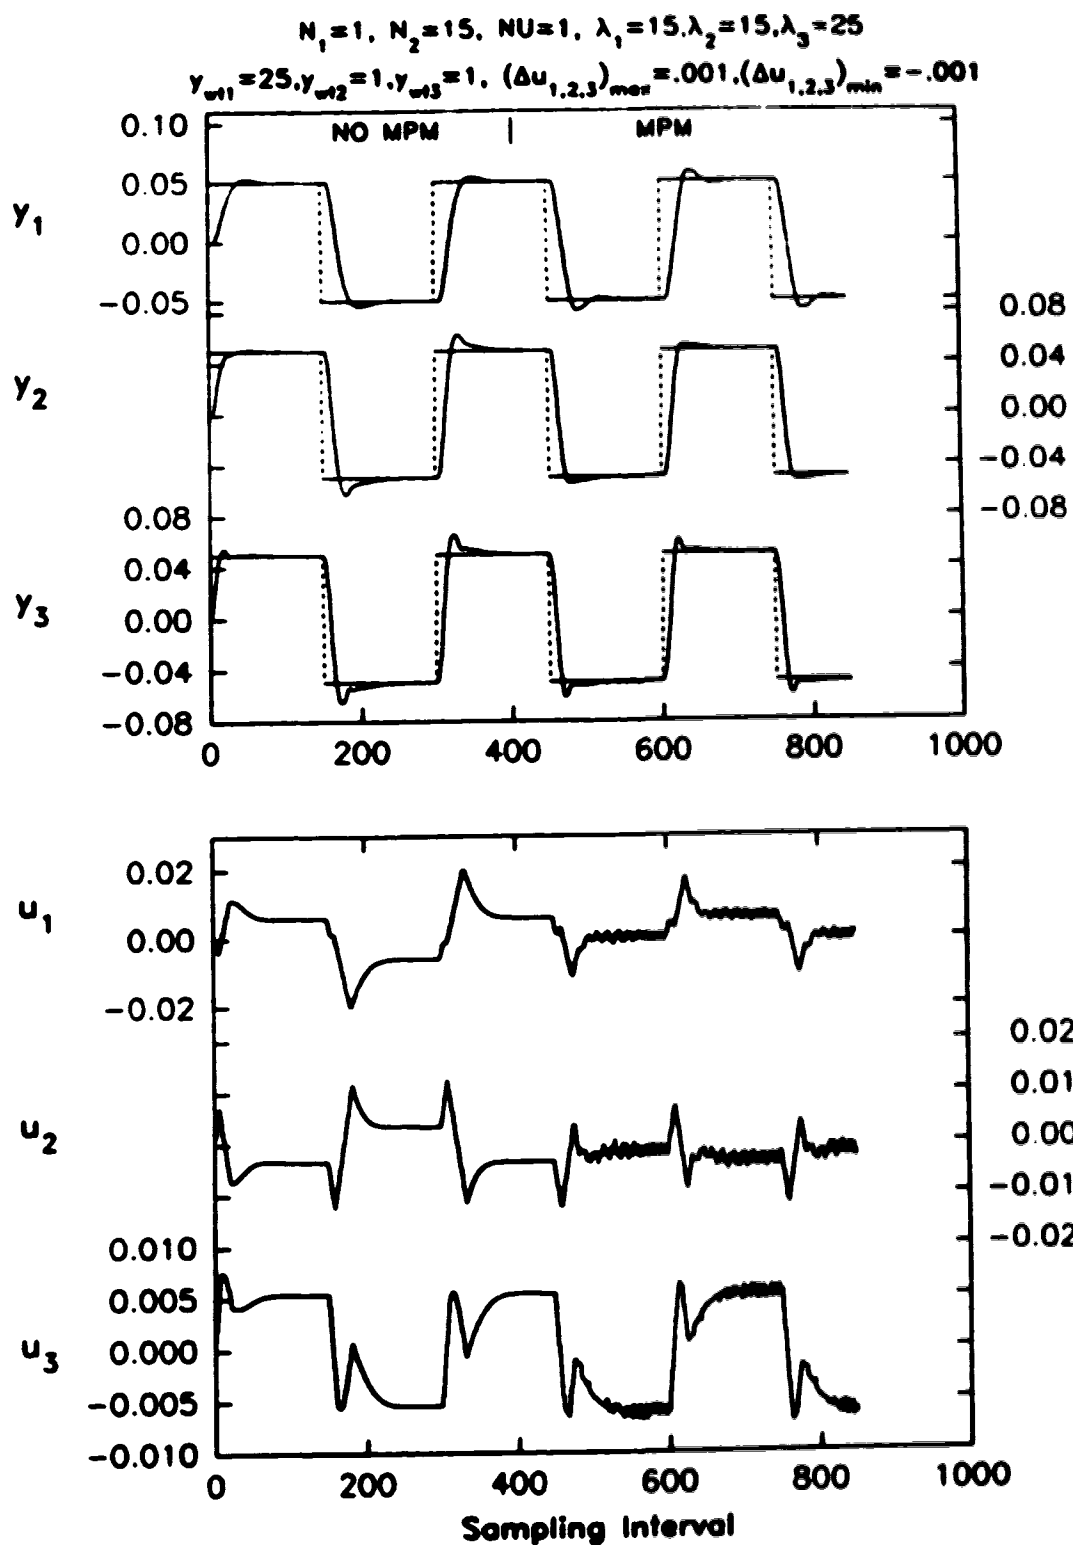 N₁=1, N₂=15, NU=1, λ₁=15,λ₂=15,λ₃=25
y_wt1=25,y_wt2=1,y_wt3=1, (Δu₁,₂,₃)_max=.001,(Δu₁,₂,₃)_min=-.001
NO MPM | MPM
0.10
0.05
0.00
-0.05
y₁
0.08
0.04
0.00
-0.04
-0.08
y₂
0.08
0.04
0.00
-0.04
-0.08
y₃
0 200 400 600 800 1000
0.02
0.00
-0.02
u₁
0.02
0.01
0.00
-0.01
-0.02
u₂
0.010
0.005
0.000
-0.005
-0.010
u₃
0 200 400 600 800 1000
Sampling Interval